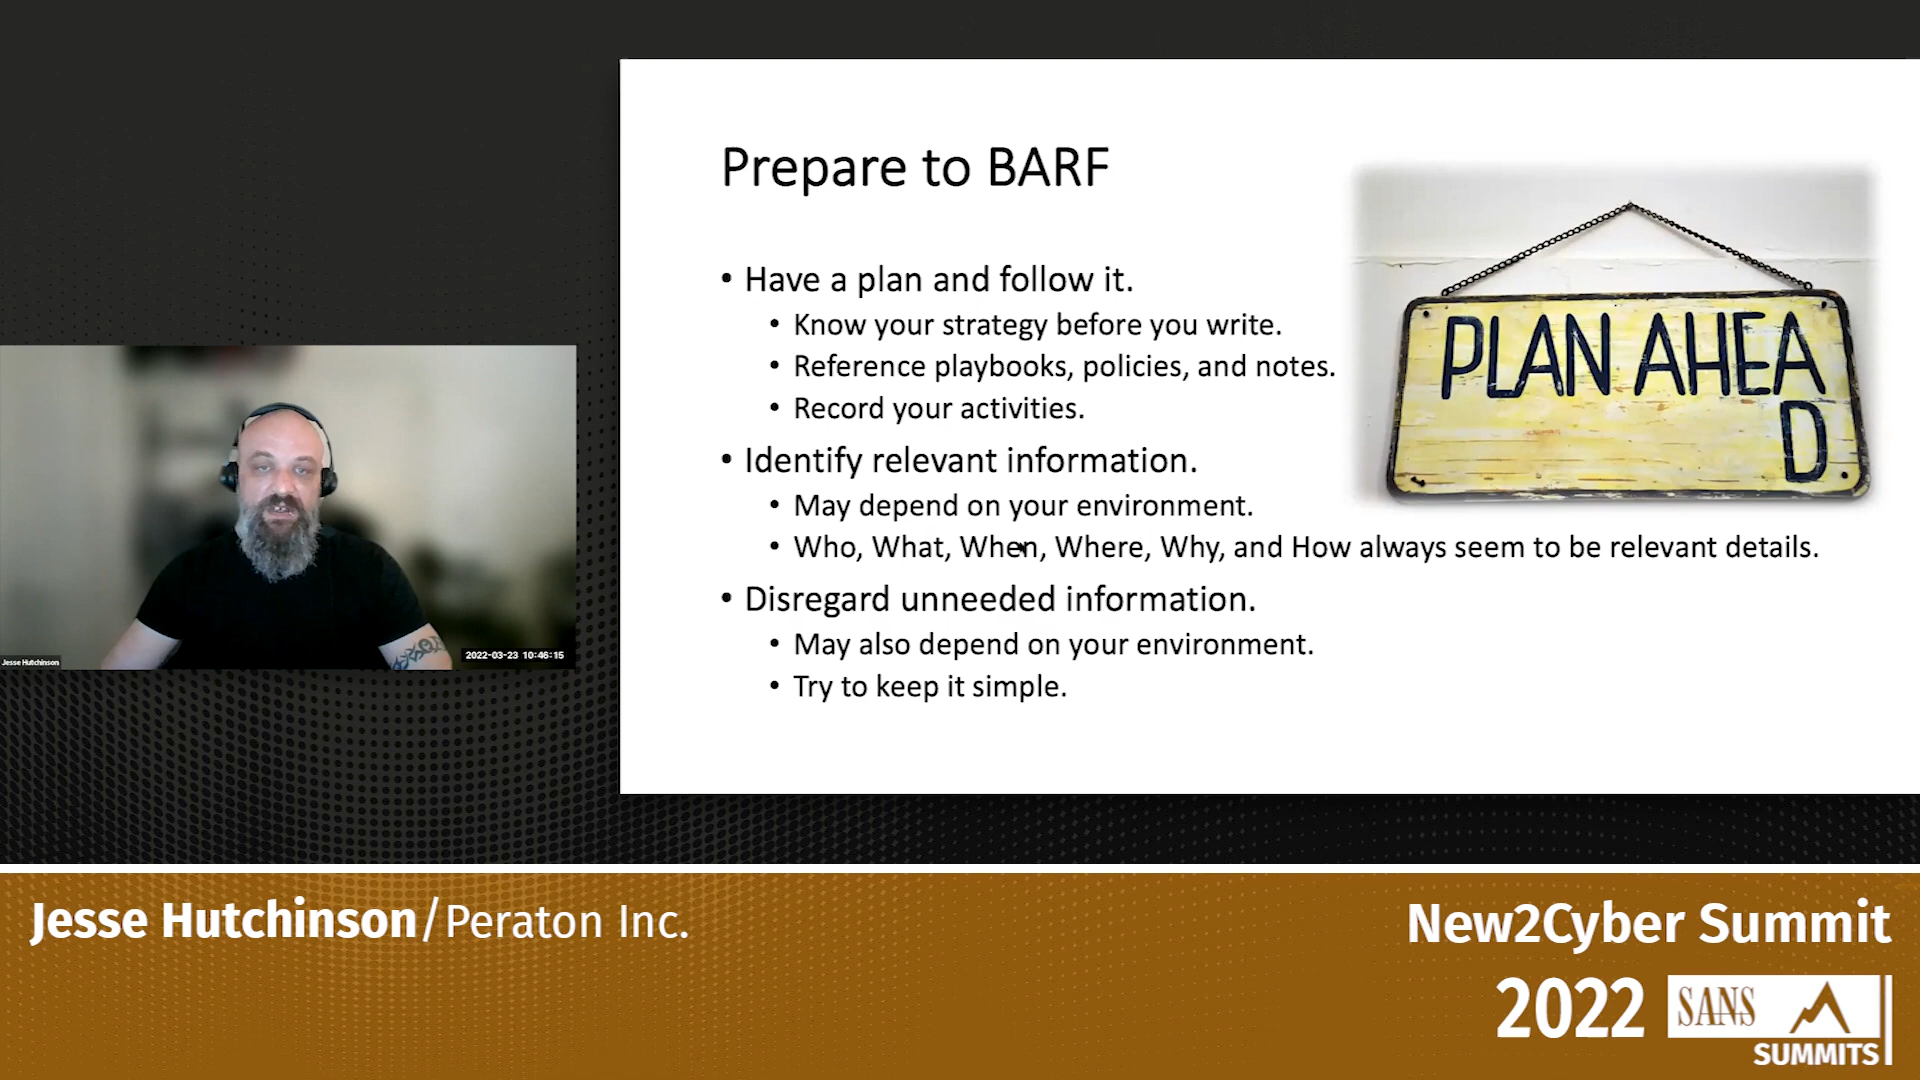 Prepare to BARF
• Have a plan and follow it.
• Know your strategy before you write.
• Reference playbooks, policies, and notes.
• Record your activities.
• Identify relevant information.
• May depend on your environment.
• Who, What, When, Where, Why, and How always seem to be relevant details.
• Disregard unneeded information.
• May also depend on your environment.
• Try to keep it simple.
PLAN AHEA
D
Jesse Hutchinson
2022-03-23 10:46:15
Jesse Hutchinson/Peraton Inc.
New2Cyber Summit
2022
SANS
SUMMITS